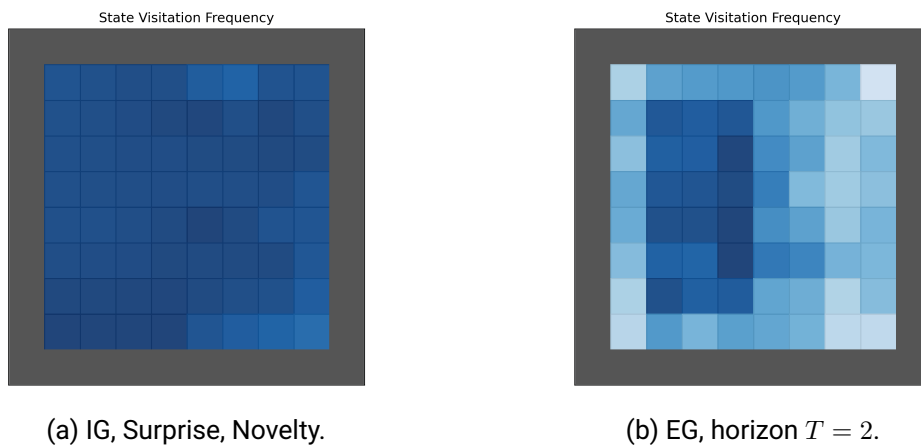 State Visitation Frequency
State Visitation Frequency
(a) IG, Surprise, Novelty.
(b) EG, horizon T = 2.